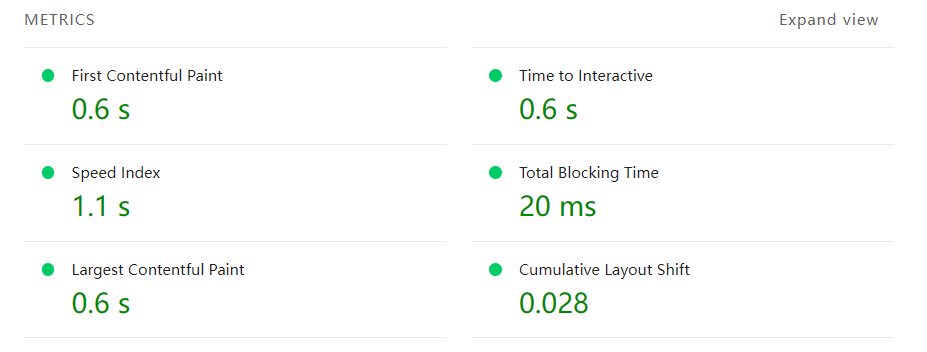 METRICS
Expand view
First Contentful Paint
0.6 s
Time to Interactive
0.6 s
Speed Index
1.1 s
Total Blocking Time
20 ms
Largest Contentful Paint
0.6 s
Cumulative Layout Shift
0.028